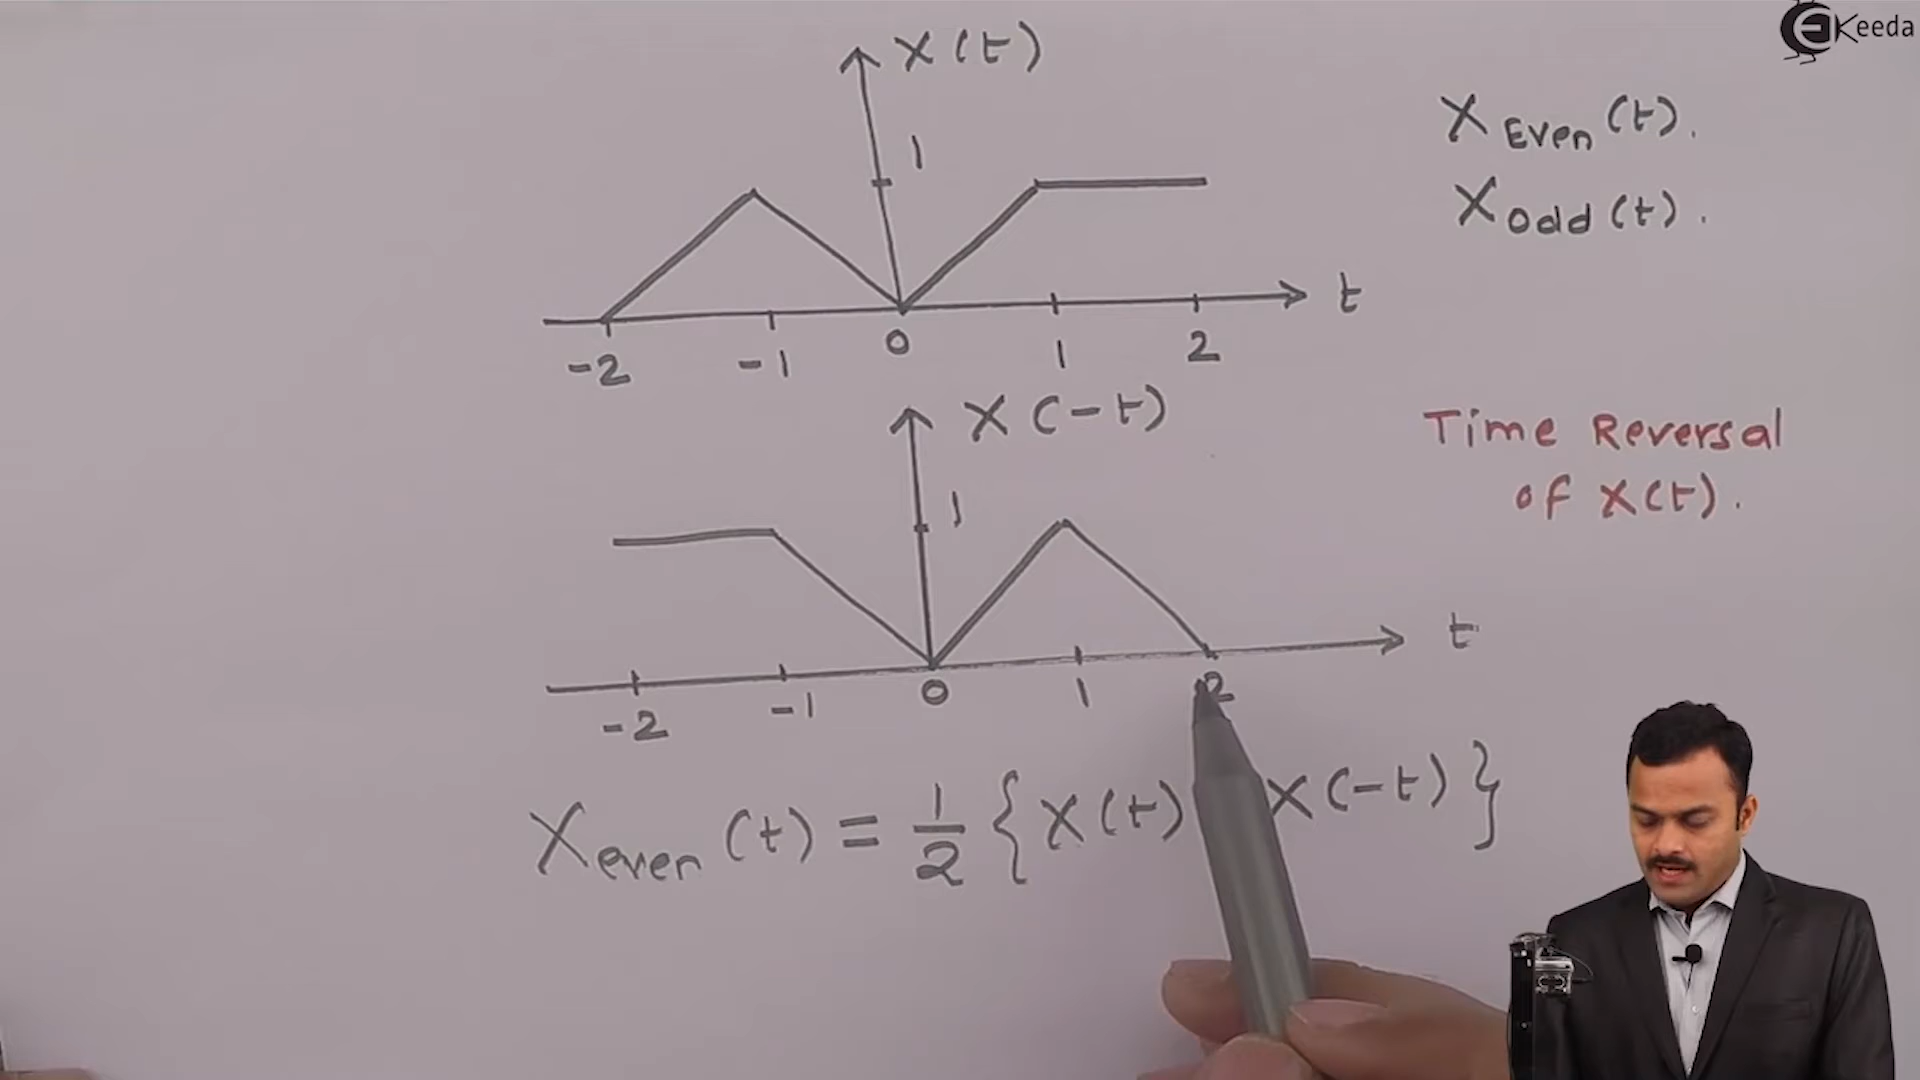 Keeda
X(t)
1
X Even (t).
X Odd (t).
-2 -1 0 1 2 t
X(-t)
Time Reversal
of X(t).
1
-2 -1 0 1 2 t
X even (t) = 1/2 { X(t) X(-t) }